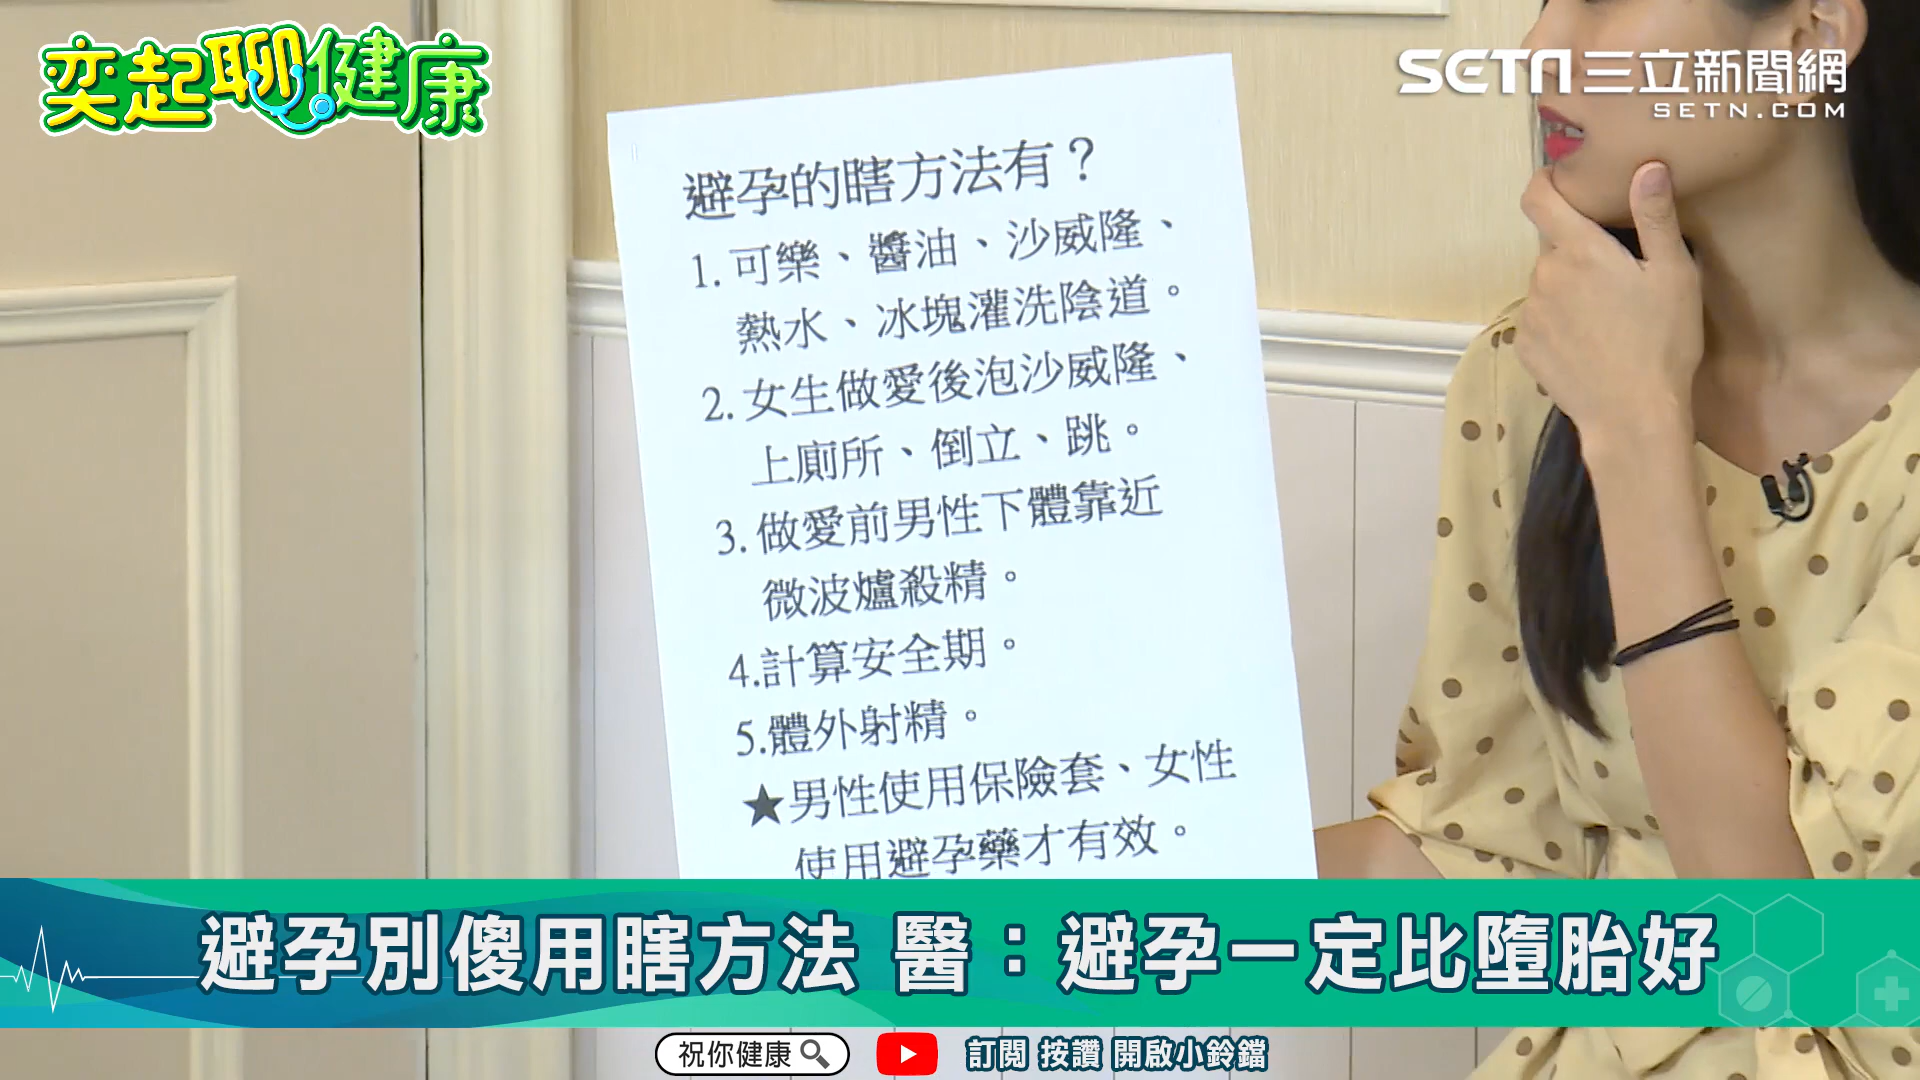 奕起聊健康
SETN三立新聞網
SETN.COM
避孕的瞎方法有？
1.可樂、醬油、沙威隆、
熱水、冰塊灌洗陰道。
2.女生做愛後泡沙威隆、
上廁所、倒立、跳。
3.做愛前男性下體靠近
微波爐殺精。
4.計算安全期。
5.體外射精。
★男性使用保險套、女性
使用避孕藥才有效。
避孕別傻用瞎方法 醫：避孕一定比墮胎好
祝你健康
訂閱 按讚 開啟小鈴鐺